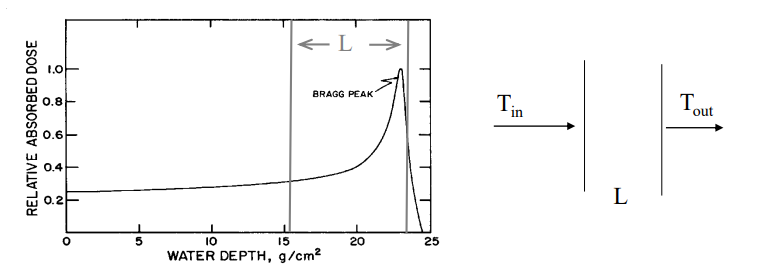 RELATIVE ABSORBED DOSE
1.0
0.8
0.6
0.4
0.2
L
BRAGG PEAK
0 5 10 15 20 25
WATER DEPTH, g/cm²
T_in
T_out
L